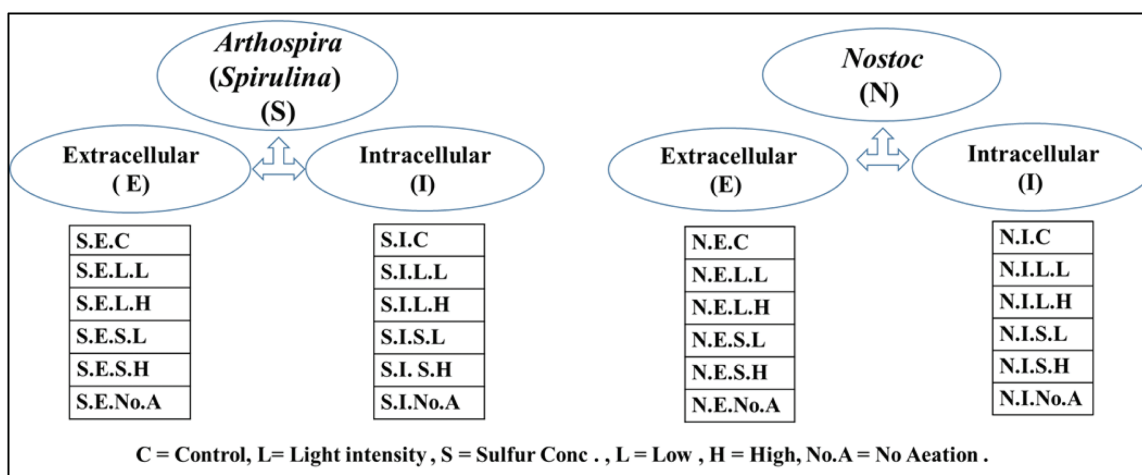 Arthospira
(Spirulina)
(S)
Nostoc
(N)
Extracellular
( E)
Intracellular
(I)
Extracellular
(E)
Intracellular
(I)
S.E.C
S.E.L.L
S.E.L.H
S.E.S.L
S.E.S.H
S.E.No.A
S.I.C
S.I.L.L
S.I.L.H
S.I.S.L
S.I. S.H
S.I.No.A
N.E.C
N.E.L.L
N.E.L.H
N.E.S.L
N.E.S.H
N.E.No.A
N.I.C
N.I.L.L
N.I.L.H
N.I.S.L
N.I.S.H
N.I.No.A
C = Control, L= Light intensity , S = Sulfur Conc . , L = Low , H = High, No.A = No Aeation .